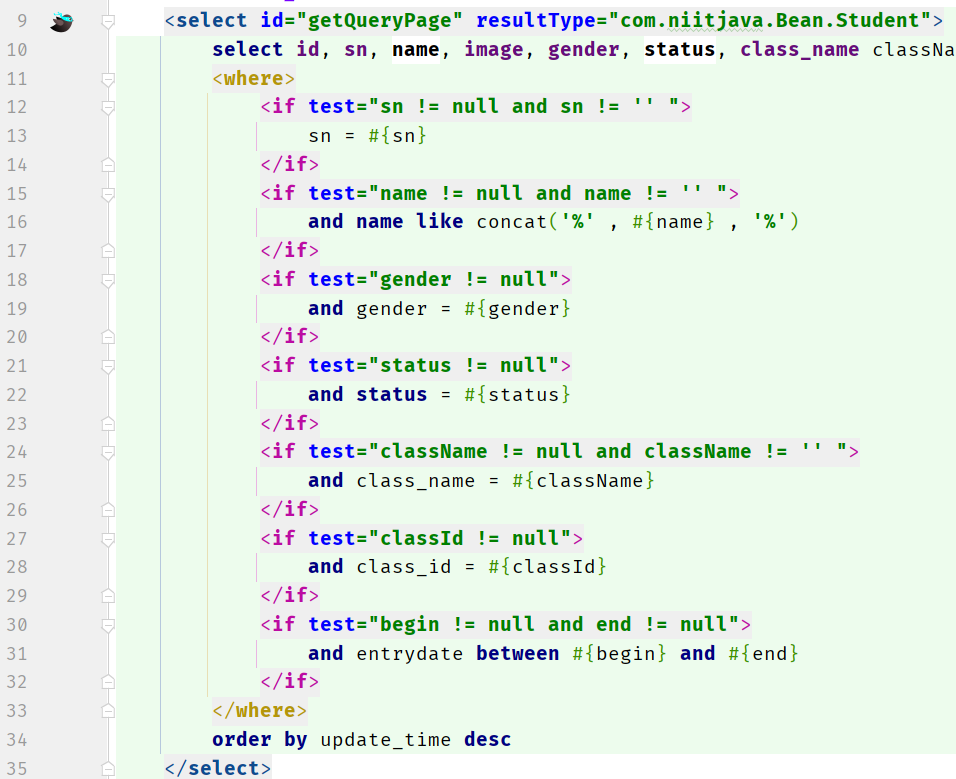 9 <select id="getQueryPage" resultType="com.niitjava.Bean.Student">
10 select id, sn, name, image, gender, status, class_name
11 <where>
12 <if test="sn != null and sn != '' ">
13 sn = #{sn}
14 </if>
15 <if test="name != null and name != '' ">
16 and name like concat('%' , #{name} , '%')
17 </if>
18 <if test="gender != null">
19 and gender = #{gender}
20 </if>
21 <if test="status != null">
22 and status = #{status}
23 </if>
24 <if test="className != null and className != '' ">
25 and class_name = #{className}
26 </if>
27 <if test="classId != null">
28 and class_id = #{classId}
29 </if>
30 <if test="begin != null and end != null">
31 and entrydate between #{begin} and #{end}
32 </if>
33 </where>
34 order by update_time desc
35 </select>